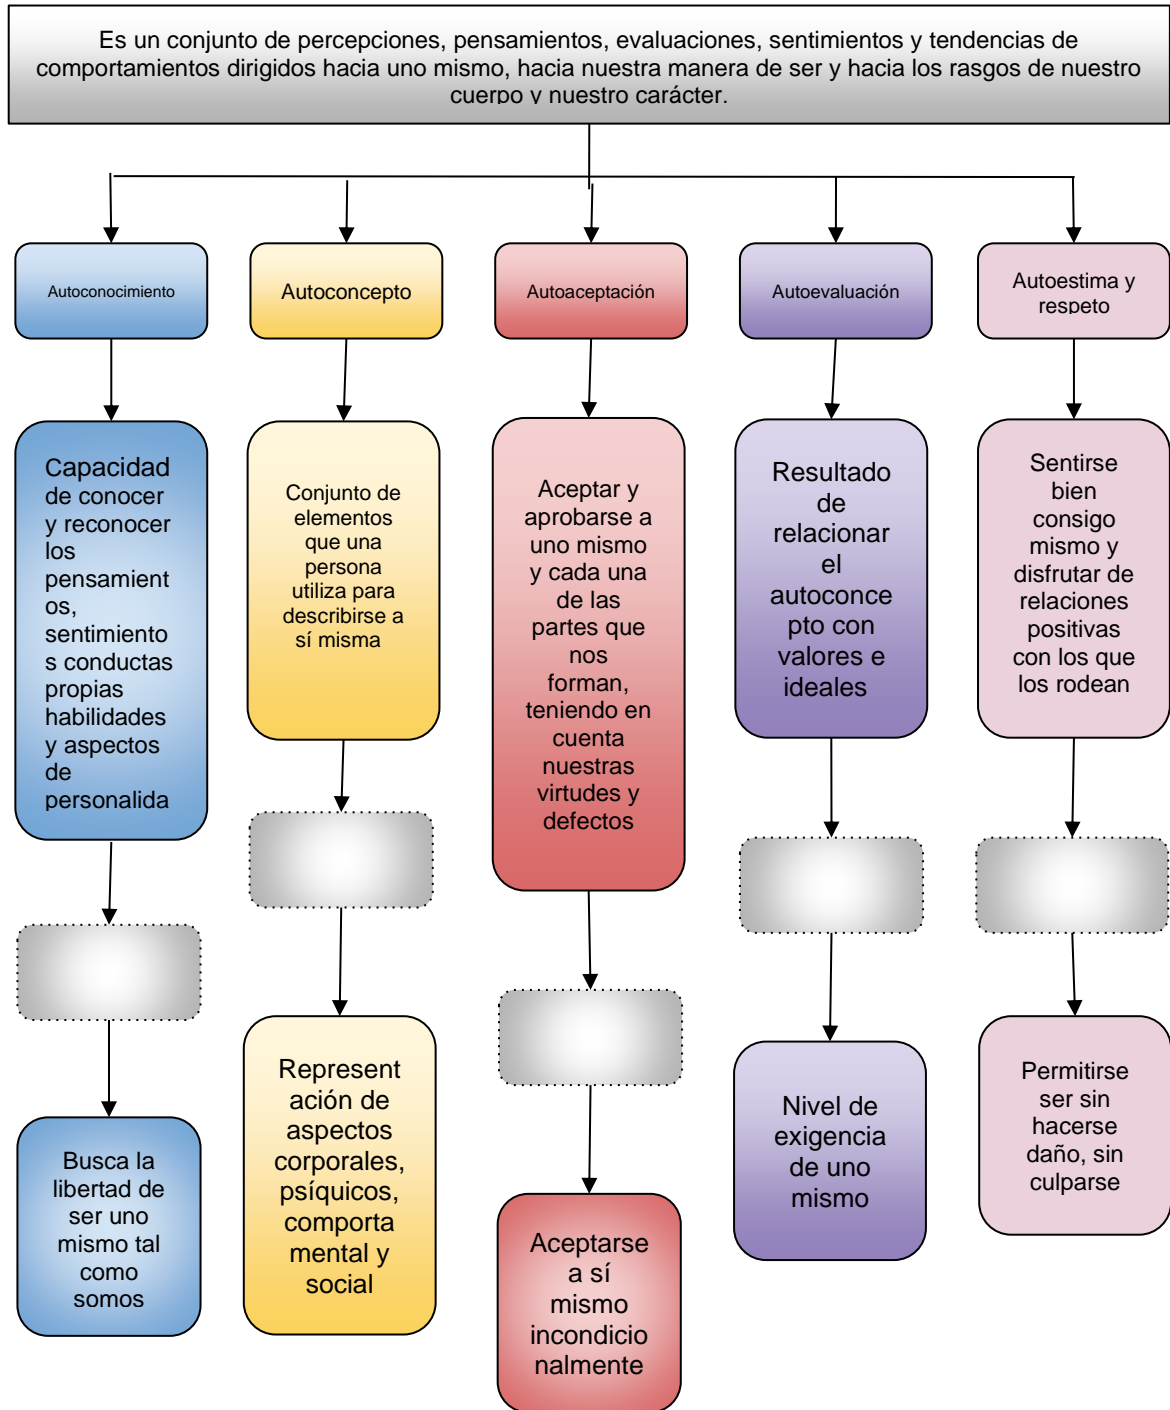 Es un conjunto de percepciones, pensamientos, evaluaciones, sentimientos y tendencias de
comportamientos dirigidos hacia uno mismo, hacia nuestra manera de ser y hacia los rasgos de nuestro
cuerpo y nuestro carácter.
Autoconocimiento
Autoconcepto
Autoaceptación
Autoevaluación
Autoestima y
respeto
Capacidad
de conocer
y reconocer
los
pensamient
os,
sentimiento
s conductas
propias
habilidades
y aspectos
de
personalida
Conjunto de
elementos
que una
persona
utiliza para
describirse a
sí misma
Aceptar y
aprobarse a
uno mismo
y cada una
de las
partes que
nos
forman,
teniendo en
cuenta
nuestras
virtudes y
defectos
Resultado
de
relacionar
el
autoconce
pto con
valores e
ideales
Sentirse
bien
consigo
mismo y
disfrutar de
relaciones
positivas
con los que
los rodean
Busca la
libertad de
ser uno
mismo tal
como
somos
Represent
ación de
aspectos
corporales,
psíquicos,
comporta
mental y
social
Aceptarse
a sí
mismo
incondicio
nalmente
Nivel de
exigencia
de uno
mismo
Permitirse
ser sin
hacerse
daño, sin
culparse